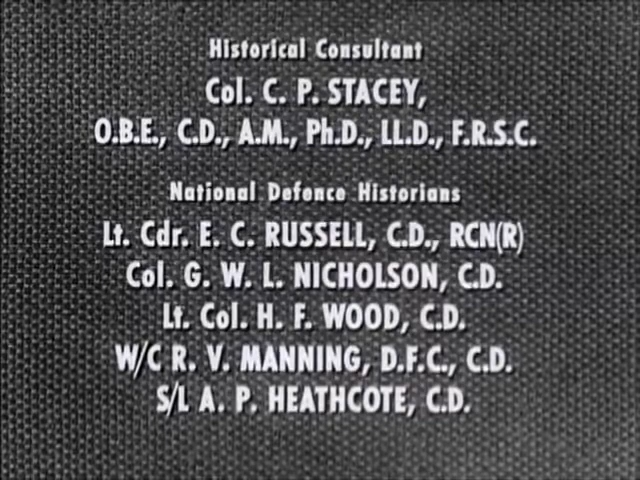 Historical Consultant
Col. C. P. STACEY,
O.B.E., C.D., A.M., Ph.D., LL.D., F.R.S.C.
National Defence Historians
Lt. Cdr. E. C. RUSSELL, C.D., RCN(R)
Col. G. W. L. NICHOLSON, C.D.
Lt. Col. H. F. WOOD, C.D.
W/C R. V. MANNING, D.F.C., C.D.
S/L A. P. HEATHCOTE, C.D.